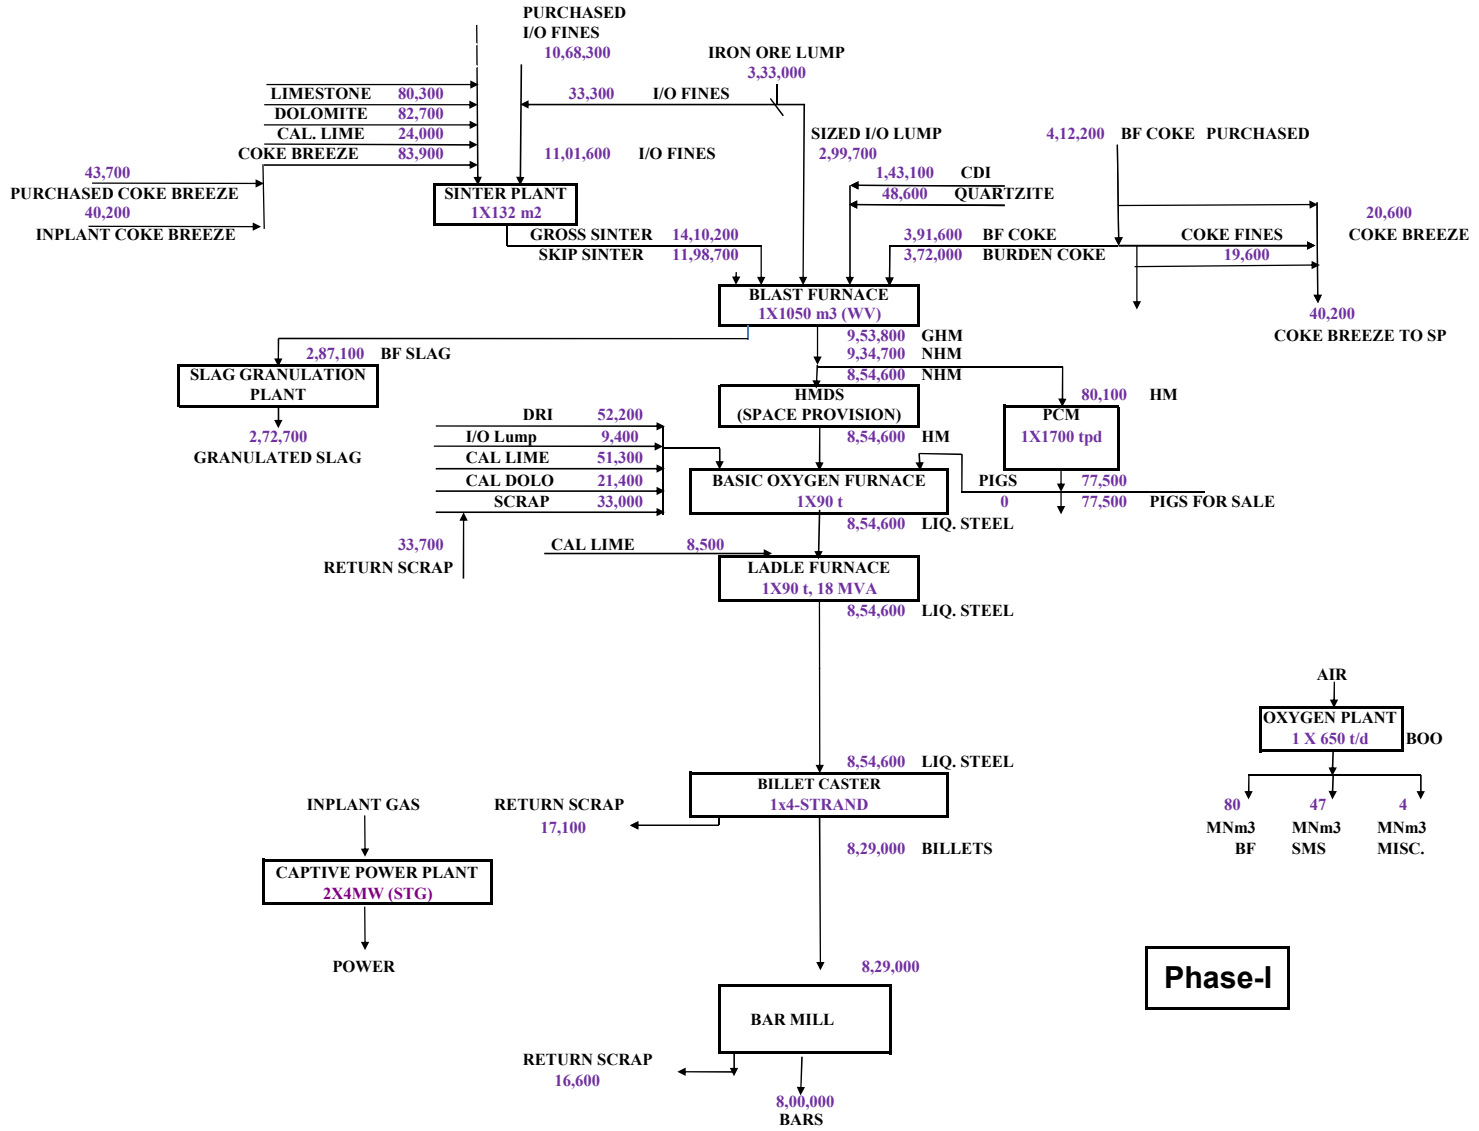 PURCHASED
I/O FINES
10,68,300
IRON ORE LUMP
3,33,000
LIMESTONE 80,300
33,300 I/O FINES
DOLOMITE 82,700
CAL. LIME 24,000
SIZED I/O LUMP
4,12,200 BF COKE PURCHASED
COKE BREEZE 83,900
11,01,600 I/O FINES
2,99,700
43,700
1,43,100 CDI
PURCHASED COKE BREEZE
SINTER PLANT
48,600 QUARTZITE
40,200
1X132 m2
20,600
INPLANT COKE BREEZE
GROSS SINTER 14,10,200
3,91,600 BF COKE
COKE FINES
COKE BREEZE
SKIP SINTER 11,98,700
3,72,000 BURDEN COKE
19,600
BLAST FURNACE
1X1050 m3 (WV)
40,200
9,53,800 GHM
COKE BREEZE TO SP
2,87,100 BF SLAG
9,34,700 NHM
SLAG GRANULATION
PLANT
8,54,600 NHM
HMDS
(SPACE PROVISION)
80,100 HM
PCM
1X1700 tpd
DRI 52,200
2,72,700
GRANULATED SLAG
I/O Lump 9,400
8,54,600 HM
CAL LIME 51,300
CAL DOLO 21,400
BASIC OXYGEN FURNACE
1X90 t
PIGS 77,500
SCRAP 33,000
0 77,500 PIGS FOR SALE
8,54,600 LIQ. STEEL
33,700
RETURN SCRAP
CAL LIME 8,500
LADLE FURNACE
1X90 t, 18 MVA
8,54,600 LIQ. STEEL
AIR
OXYGEN PLANT
1 X 650 t/d
BOO
8,54,600 LIQ. STEEL
BILLET CASTER
1x4-STRAND
INPLANT GAS
RETURN SCRAP
17,100
80 47 4
MNm3 MNm3 MNm3
BF SMS MISC.
8,29,000 BILLETS
CAPTIVE POWER PLANT
2X4MW (STG)
POWER
8,29,000
Phase-I
BAR MILL
RETURN SCRAP
16,600
8,00,000
BARS